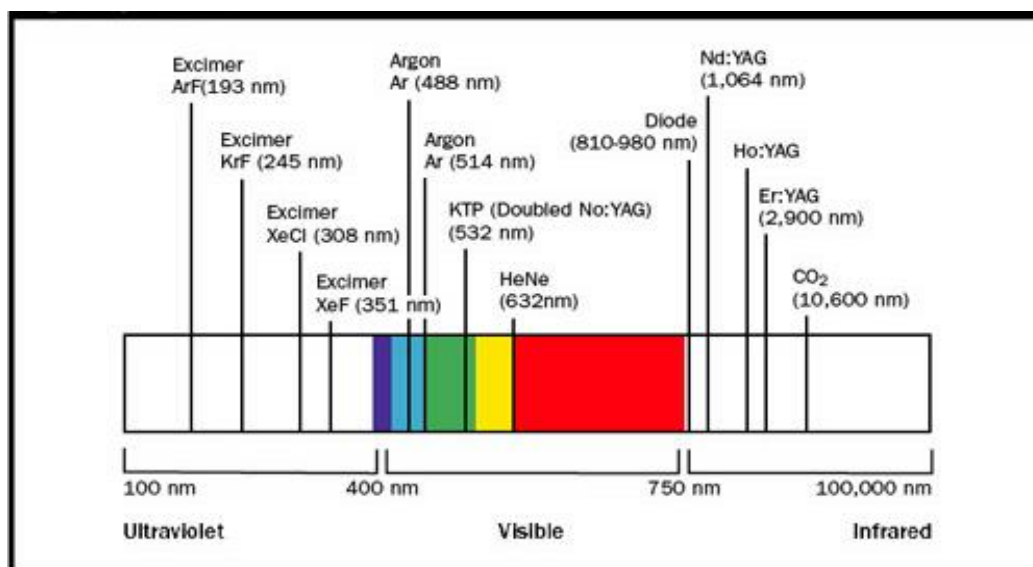 Excimer
ArF(193 nm)
Excimer
KrF (245 nm)
Excimer
XeCl (308 nm)
Excimer
XeF (351 nm)
Argon
Ar (488 nm)
Argon
Ar (514 nm)
KTP (Doubled No:YAG)
(532 nm)
HeNe
(632nm)
Diode
(810-980 nm)
Nd:YAG
(1,064 nm)
Ho:YAG
Er:YAG
(2,900 nm)
CO₂
(10,600 nm)
100 nm
400 nm
750 nm
100,000 nm
Ultraviolet
Visible
Infrared